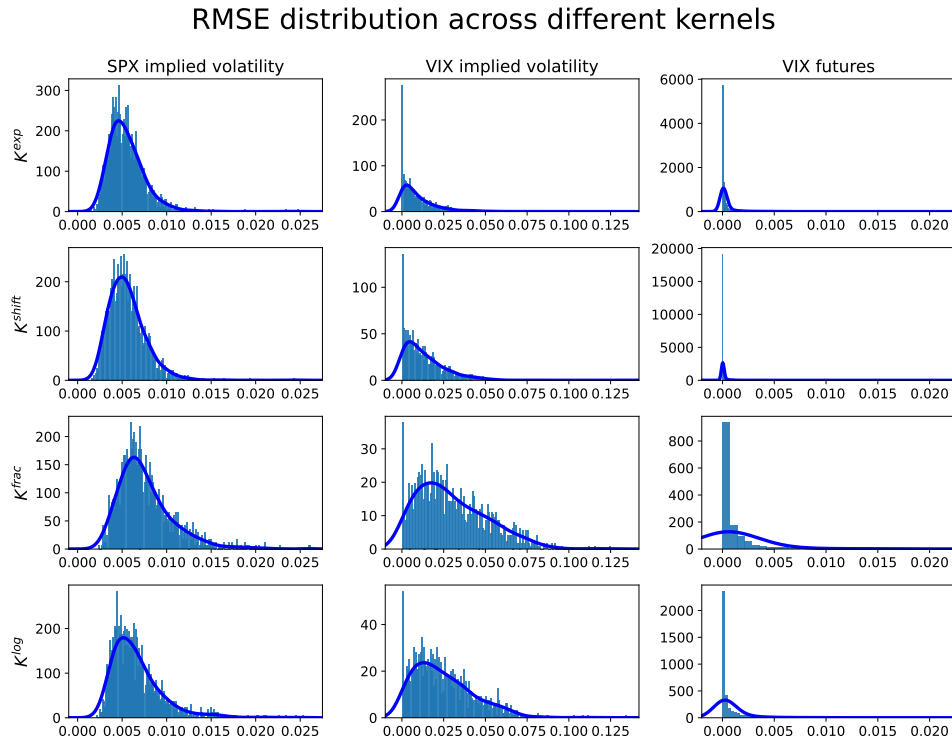 RMSE distribution across different kernels
SPX implied volatility VIX implied volatility VIX futures
K^exp
300
200
100
0
0.000 0.005 0.010 0.015 0.020 0.025
200
100
0
0.000 0.025 0.050 0.075 0.100 0.125
6000
4000
2000
0
0.000 0.005 0.010 0.015 0.020
K^shift
200
100
0
0.000 0.005 0.010 0.015 0.020 0.025
100
50
0
0.000 0.025 0.050 0.075 0.100 0.125
20000
15000
10000
5000
0
0.000 0.005 0.010 0.015 0.020
K^frac
200
150
100
50
0
0.000 0.005 0.010 0.015 0.020 0.025
30
20
10
0
0.000 0.025 0.050 0.075 0.100 0.125
800
600
400
200
0
0.000 0.005 0.010 0.015 0.020
K^log
200
100
0
0.000 0.005 0.010 0.015 0.020 0.025
40
20
0
0.000 0.025 0.050 0.075 0.100 0.125
2000
1500
1000
500
0
0.000 0.005 0.010 0.015 0.020